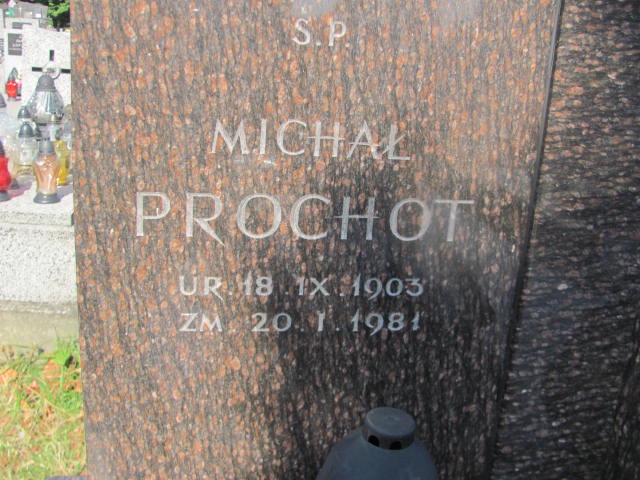 S.P.
MICHAŁ
PROCHOT
UR. 18. IX. 1903
ZM. 20. I. 1981